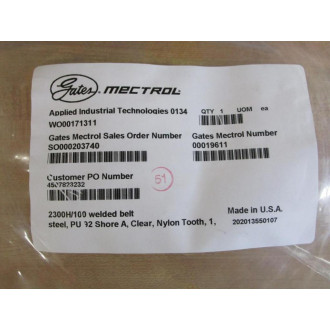 Gates MECTROL
Applied Industrial Technologies 0134
QTY 1 UOM ea
WO00171311
Gates Mectrol Sales Order Number
Gates Mectrol Number
SO000203740
00019611
Customer PO Number
4507823232
51
2300H/100 welded belt
Made in U.S.A.
steel, PU 92 Shore A, Clear, Nylon Tooth, 1,
202013550107